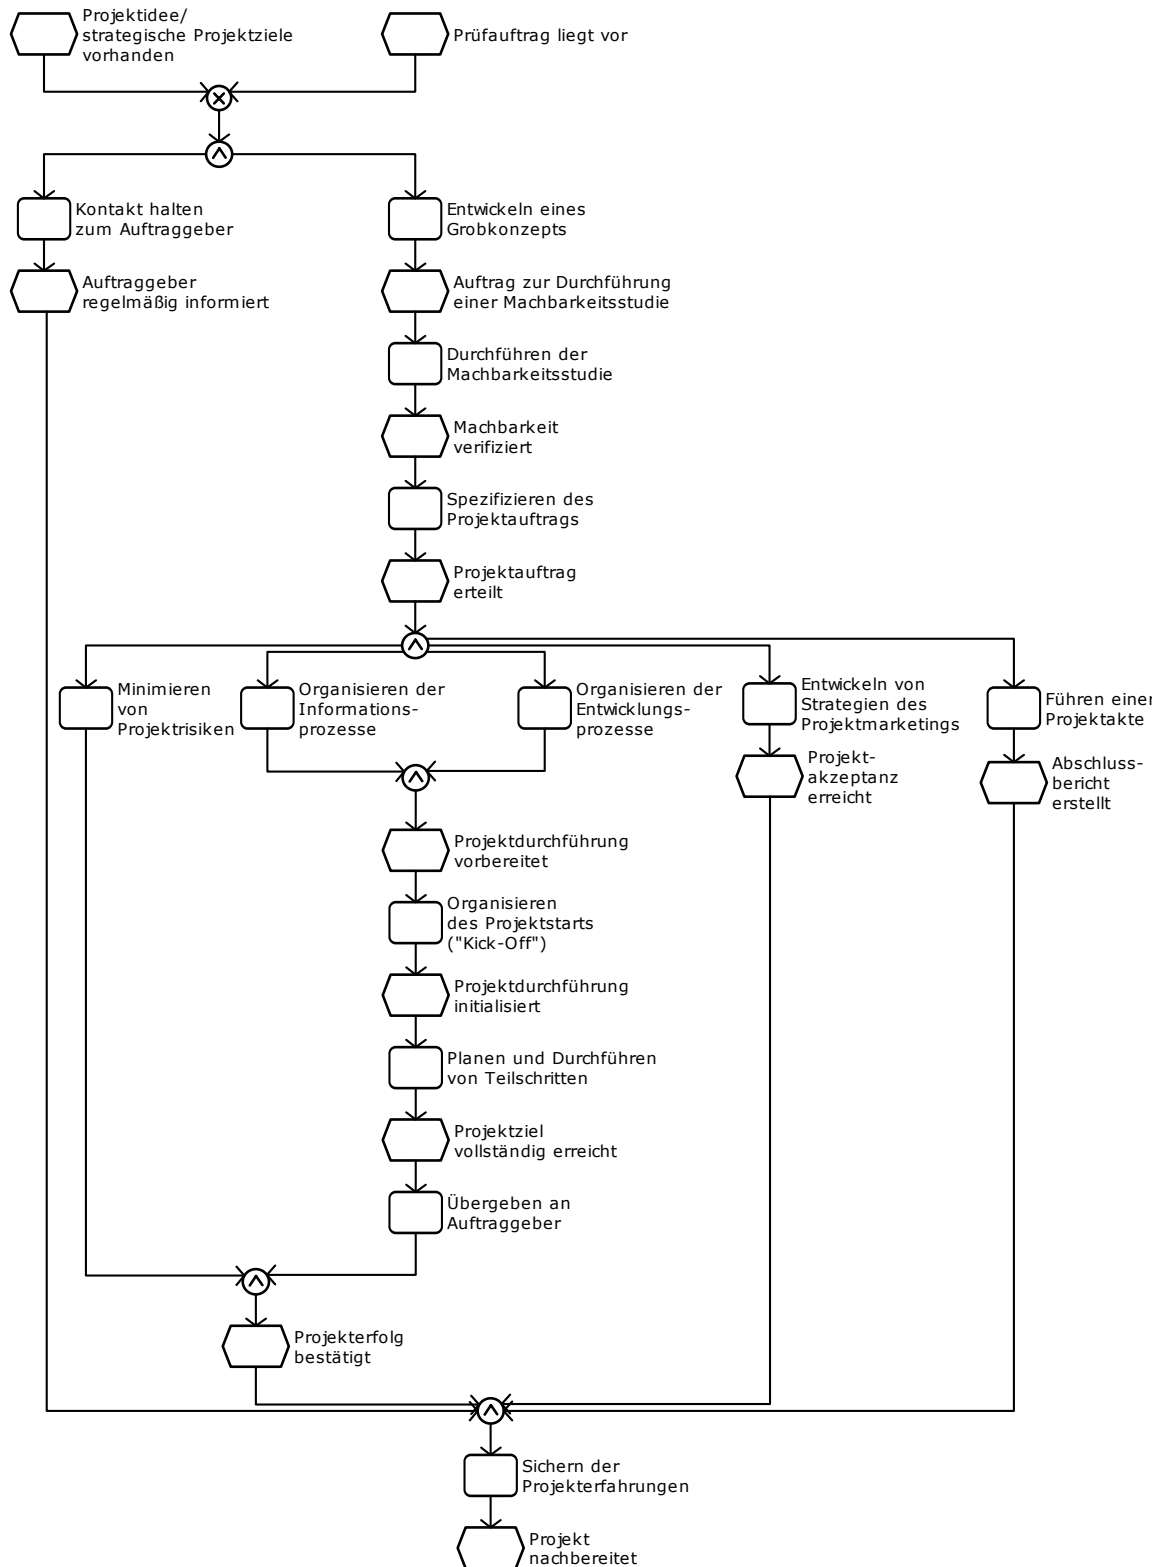 Projektidee/
strategische Projektziele
vorhanden
Prüfauftrag liegt vor
Kontakt halten
zum Auftraggeber
Entwickeln eines
Grobkonzepts
Auftraggeber
regelmäßig informiert
Auftrag zur Durchführung
einer Machbarkeitsstudie
Durchführen der
Machbarkeitsstudie
Machbarkeit
verifiziert
Spezifizieren des
Projektauftrags
Projektauftrag
erteilt
Minimieren
von
Projektrisiken
Organisieren der
Informations-
prozesse
Organisieren der
Entwicklungs-
prozesse
Entwickeln von
Strategien des
Projektmarketings
Führen einer
Projektakte
Projekt-
akzeptanz
erreicht
Abschluss-
bericht
erstellt
Projektdurchführung
vorbereitet
Organisieren
des Projektstarts
("Kick-Off")
Projektdurchführung
initialisiert
Planen und Durchführen
von Teilschritten
Projektziel
vollständig erreicht
Übergeben an
Auftraggeber
Projekterfolg
bestätigt
Sichern der
Projekterfahrungen
Projekt
nachbereitet